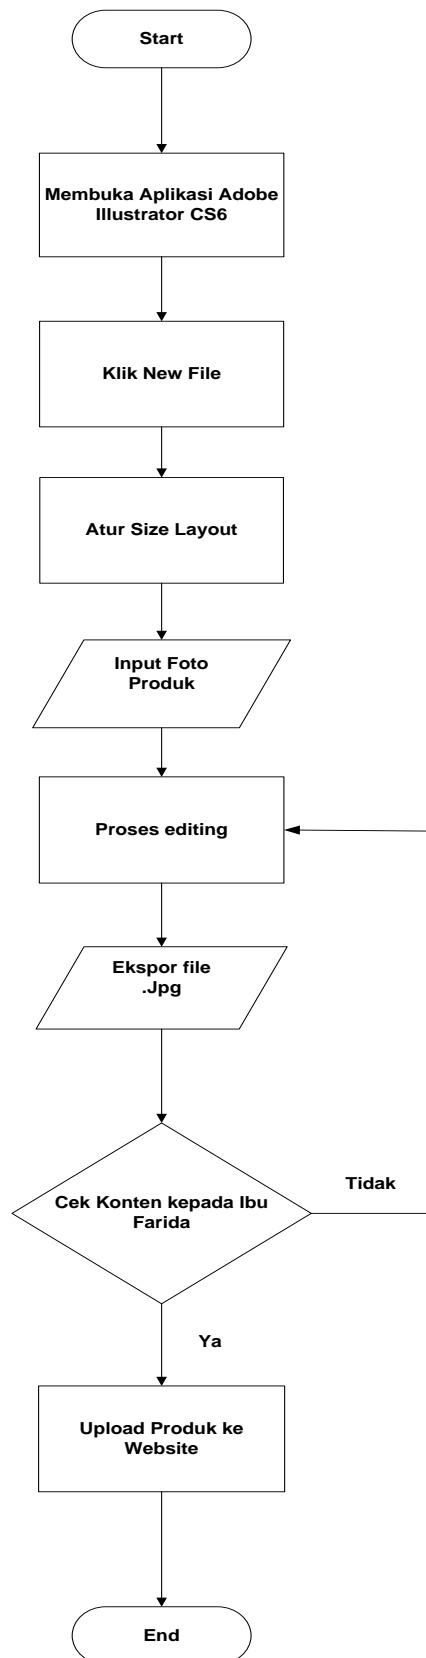 Start
Membuka Aplikasi Adobe
Illustrator CS6
Klik New File
Atur Size Layout
Input Foto
Produk
Proses editing
Ekspor file
.Jpg
Cek Konten kepada Ibu
Farida
Tidak
Ya
Upload Produk ke
Website
End